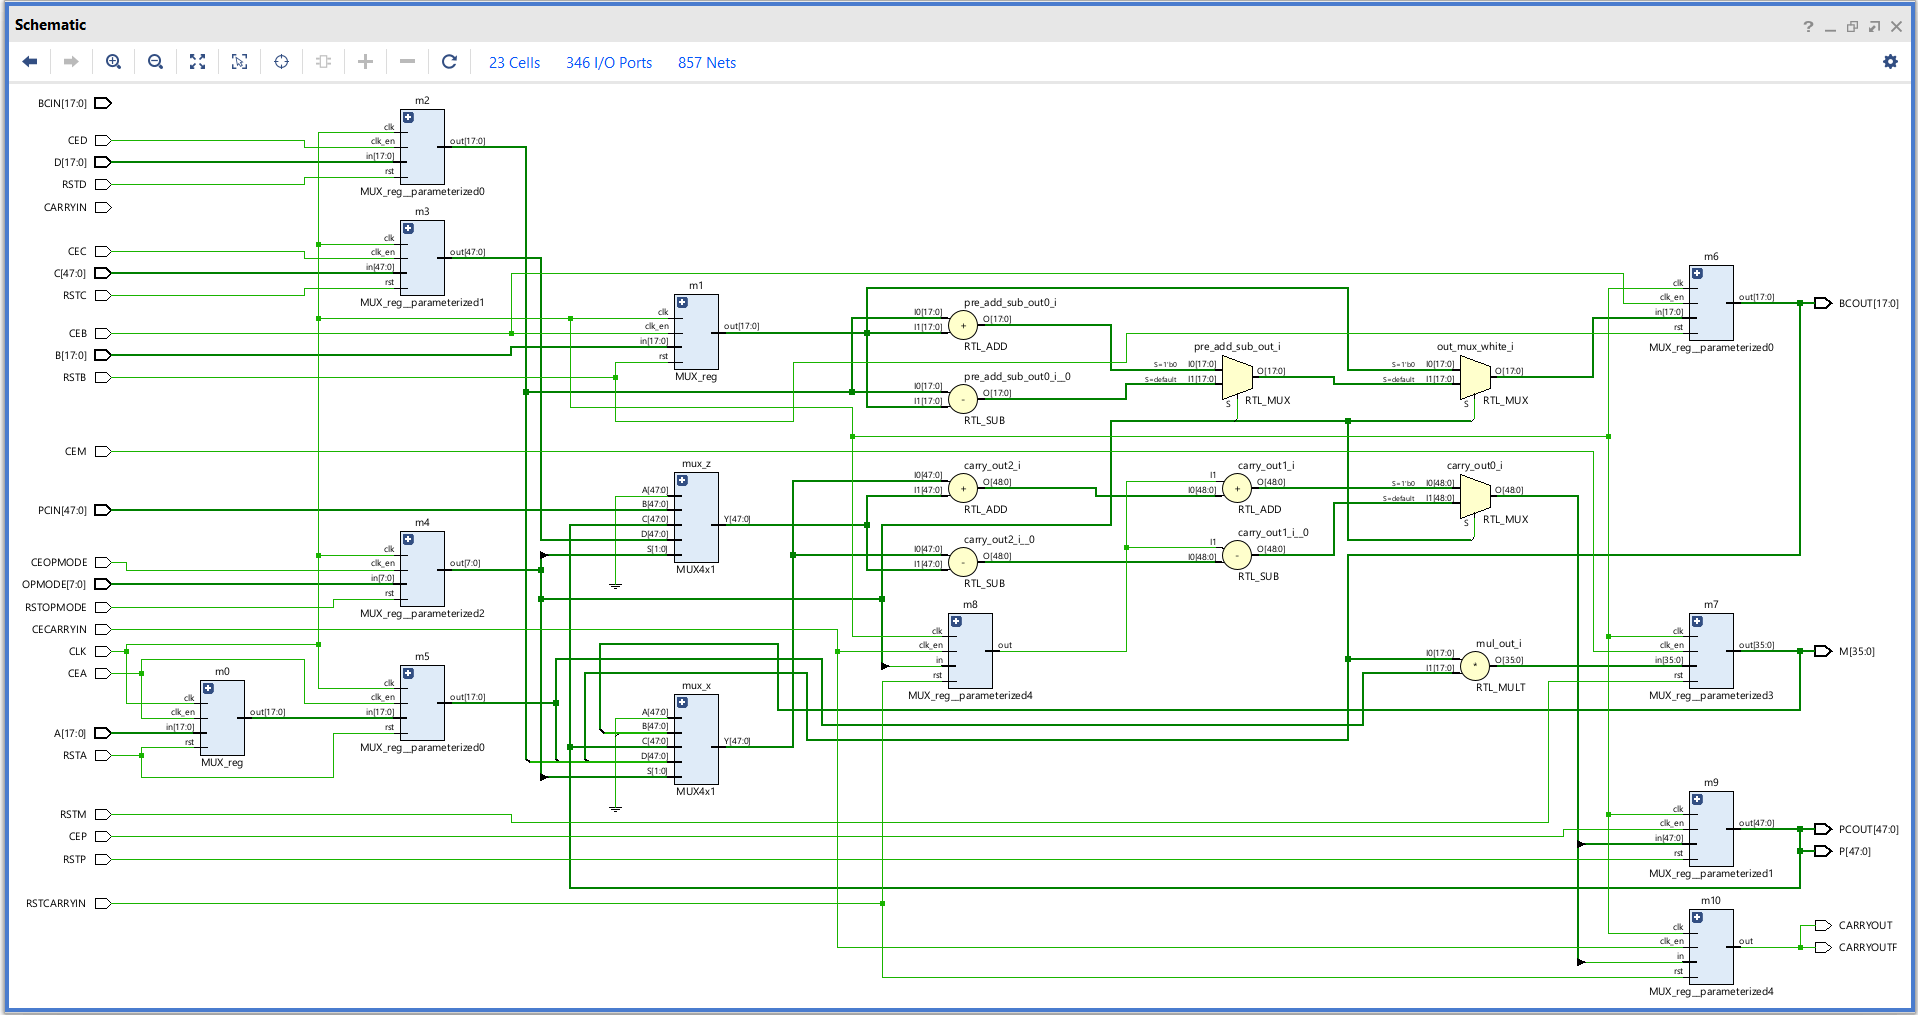 Schematic
23 Cells 346 I/O Ports 857 Nets
BCIN[17:0]
CED
D[17:0]
RSTD
CARRYIN
CEC
C[47:0]
RSTC
CEB
B[17:0]
RSTB
CEM
PCIN[47:0]
CEOPMODE
OPMODE[7:0]
RSTOPMODE
CECARRYIN
CLK
CEA
A[17:0]
RSTA
RSTM
CEP
RSTP
RSTCARRYIN
m2
clk
clk_en
in[17:0]
rst
out[17:0]
MUX_reg__parameterized0
m3
clk
clk_en
in[47:0]
rst
out[47:0]
MUX_reg__parameterized1
m4
clk
clk_en
in[7:0]
rst
out[7:0]
MUX_reg__parameterized2
m0
clk
clk_en
in[17:0]
rst
out[17:0]
MUX_reg
m5
clk
clk_en
in[17:0]
rst
out[17:0]
MUX_reg__parameterized0
m1
clk
clk_en
in[17:0]
rst
out[17:0]
MUX_reg
mux_z
A[47:0]
B[47:0]
C[47:0]
D[47:0]
S[1:0]
Y[47:0]
MUX4x1
mux_x
A[47:0]
B[47:0]
C[47:0]
D[47:0]
S[1:0]
Y[47:0]
MUX4x1
pre_add_sub_out0_i
I0[17:0]
I1[17:0]
+
O[17:0]
RTL_ADD
pre_add_sub_out0_i__0
I0[17:0]
I1[17:0]
-
O[17:0]
RTL_SUB
carry_out2_i
I0[47:0]
I1[47:0]
+
O[48:0]
RTL_ADD
carry_out2_i__0
I0[47:0]
I1[47:0]
-
O[48:0]
RTL_SUB
m8
clk
clk_en
in
rst
out
MUX_reg__parameterized4
pre_add_sub_out_i
S=1'b0 I0[17:0]
S=default I1[17:0]
S
O[17:0]
RTL_MUX
carry_out1_i
I1
I0[48:0]
+
O[48:0]
RTL_ADD
carry_out1_i__0
I1
I0[48:0]
-
O[48:0]
RTL_SUB
out_mux_white_i
S=1'b0 I0[17:0]
S=default I1[17:0]
S
O[17:0]
RTL_MUX
carry_out0_i
S=1'b0 I0[48:0]
S=default I1[48:0]
S
O[48:0]
RTL_MUX
mul_out_i
I0[17:0]
I1[17:0]
*
O[35:0]
RTL_MULT
m6
clk
clk_en
in[17:0]
rst
out[17:0]
MUX_reg__parameterized0
m7
clk
clk_en
in[35:0]
rst
out[35:0]
MUX_reg__parameterized3
m9
clk
clk_en
in[47:0]
rst
out[47:0]
MUX_reg__parameterized1
m10
clk
clk_en
in
rst
out
MUX_reg__parameterized4
BCOUT[17:0]
M[35:0]
PCOUT[47:0]
P[47:0]
CARRYOUT
CARRYOUTF